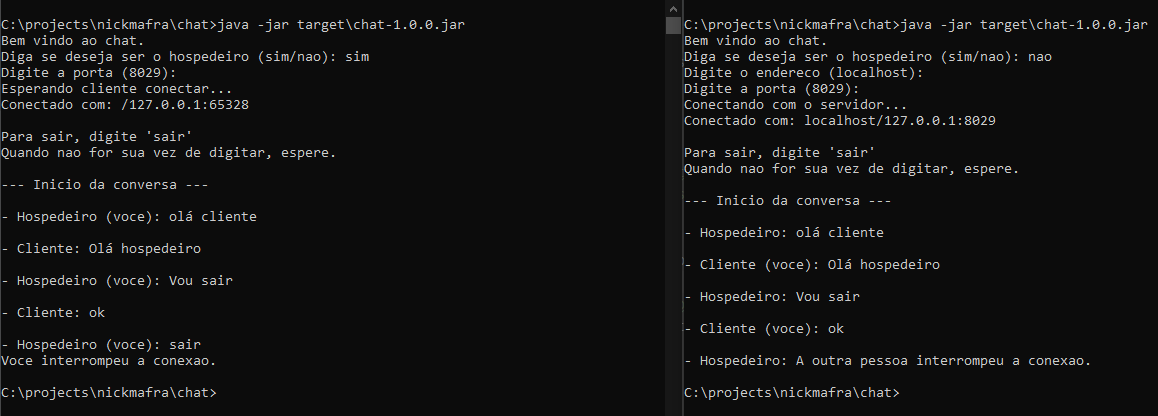 C:\projects\nickmafra\chat>java -jar target\chat-1.0.0.jar
Bem vindo ao chat.
Diga se deseja ser o hospedeiro (sim/nao): sim
Digite a porta (8029):
Esperando cliente conectar...
Conectado com: /127.0.0.1:65328
Para sair, digite 'sair'
Quando nao for sua vez de digitar, espere.
--- Inicio da conversa ---
- Hospedeiro (voce): olá cliente
- Cliente: Olá hospedeiro
- Hospedeiro (voce): Vou sair
- Cliente: ok
- Hospedeiro (voce): sair
Voce interrompeu a conexao.
C:\projects\nickmafra\chat>
C:\projects\nickmafra\chat>java -jar target\chat-1.0.0.jar
Bem vindo ao chat.
Diga se deseja ser o hospedeiro (sim/nao): nao
Digite o endereco (localhost):
Digite a porta (8029):
Conectando com o servidor...
Conectado com: localhost/127.0.0.1:8029
Para sair, digite 'sair'
Quando nao for sua vez de digitar, espere.
--- Inicio da conversa ---
- Hospedeiro: olá cliente
- Cliente (voce): Olá hospedeiro
- Hospedeiro: Vou sair
- Cliente (voce): ok
- Hospedeiro: A outra pessoa interrompeu a conexao.
C:\projects\nickmafra\chat>